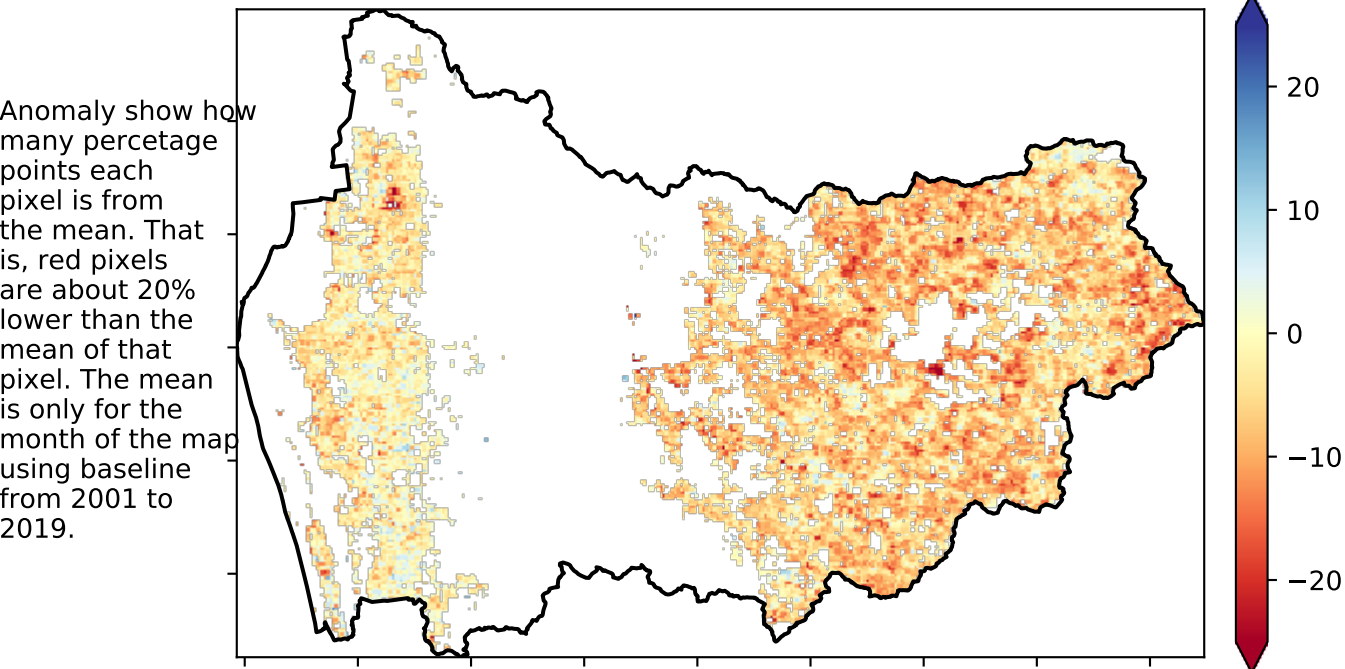 Anomaly show how
many percetage
points each
pixel is from
the mean. That
is, red pixels
are about 20%
lower than the
mean of that
pixel. The mean
is only for the
month of the map
using baseline
from 2001 to
2019.
20
10
0
−10
−20